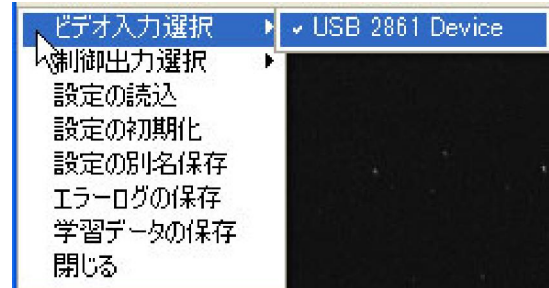 ビデオ入力選択
USB 2861 Device
制御出力選択
設定の読込
設定の初期化
設定の別名保存
エラーログの保存
学習データの保存
閉じる